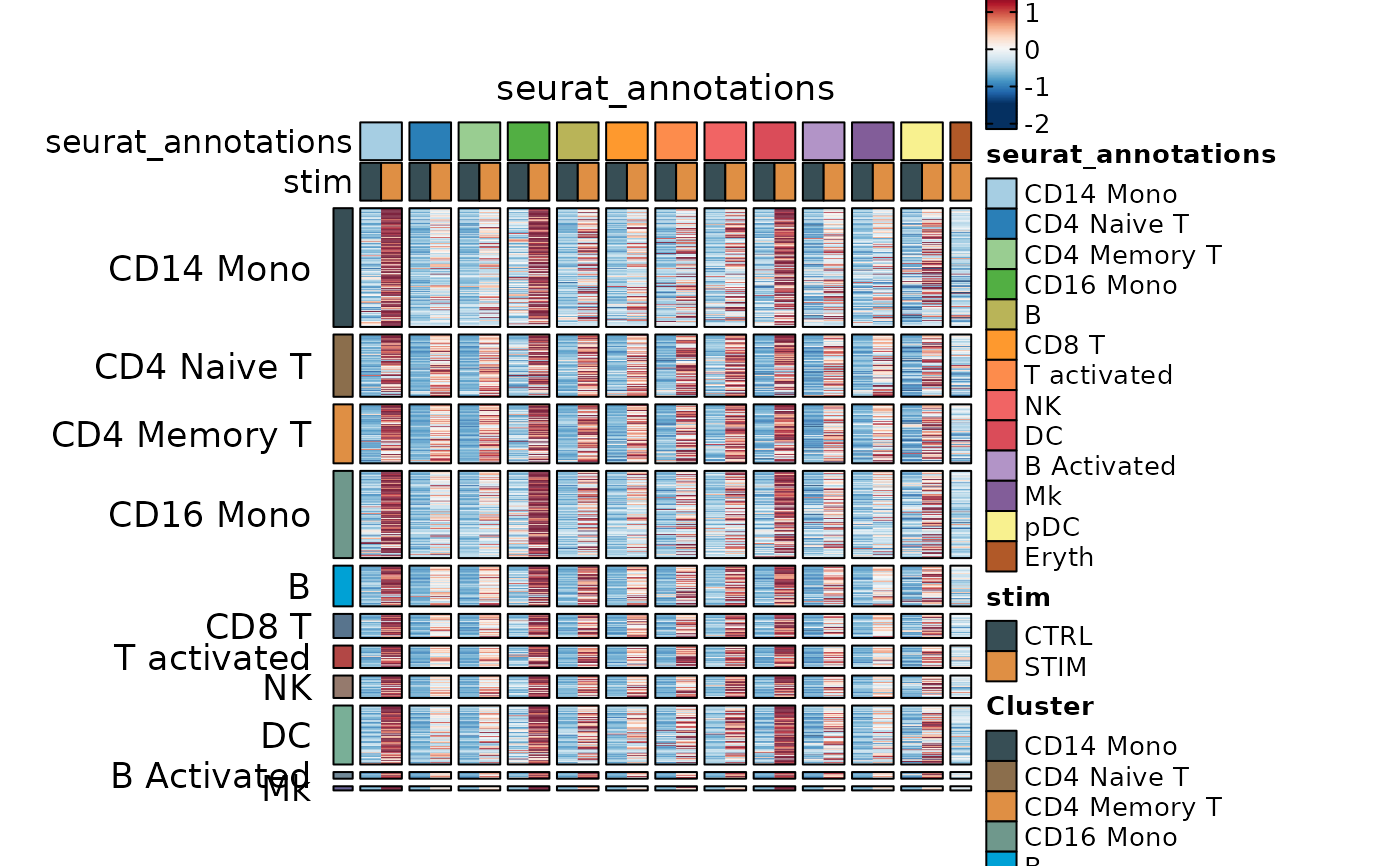 seurat_annotations
seurat_annotations
stim
CD14 Mono
CD4 Naive T
CD4 Memory T
CD16 Mono
B
CD8 T
T activated
NK
DC
B Activated
Mk
1
0
-1
-2
seurat_annotations
CD14 Mono
CD4 Naive T
CD4 Memory T
CD16 Mono
B
CD8 T
T activated
NK
DC
B Activated
Mk
pDC
Eryth
stim
CTRL
STIM
Cluster
CD14 Mono
CD4 Naive T
CD4 Memory T
CD16 Mono
B